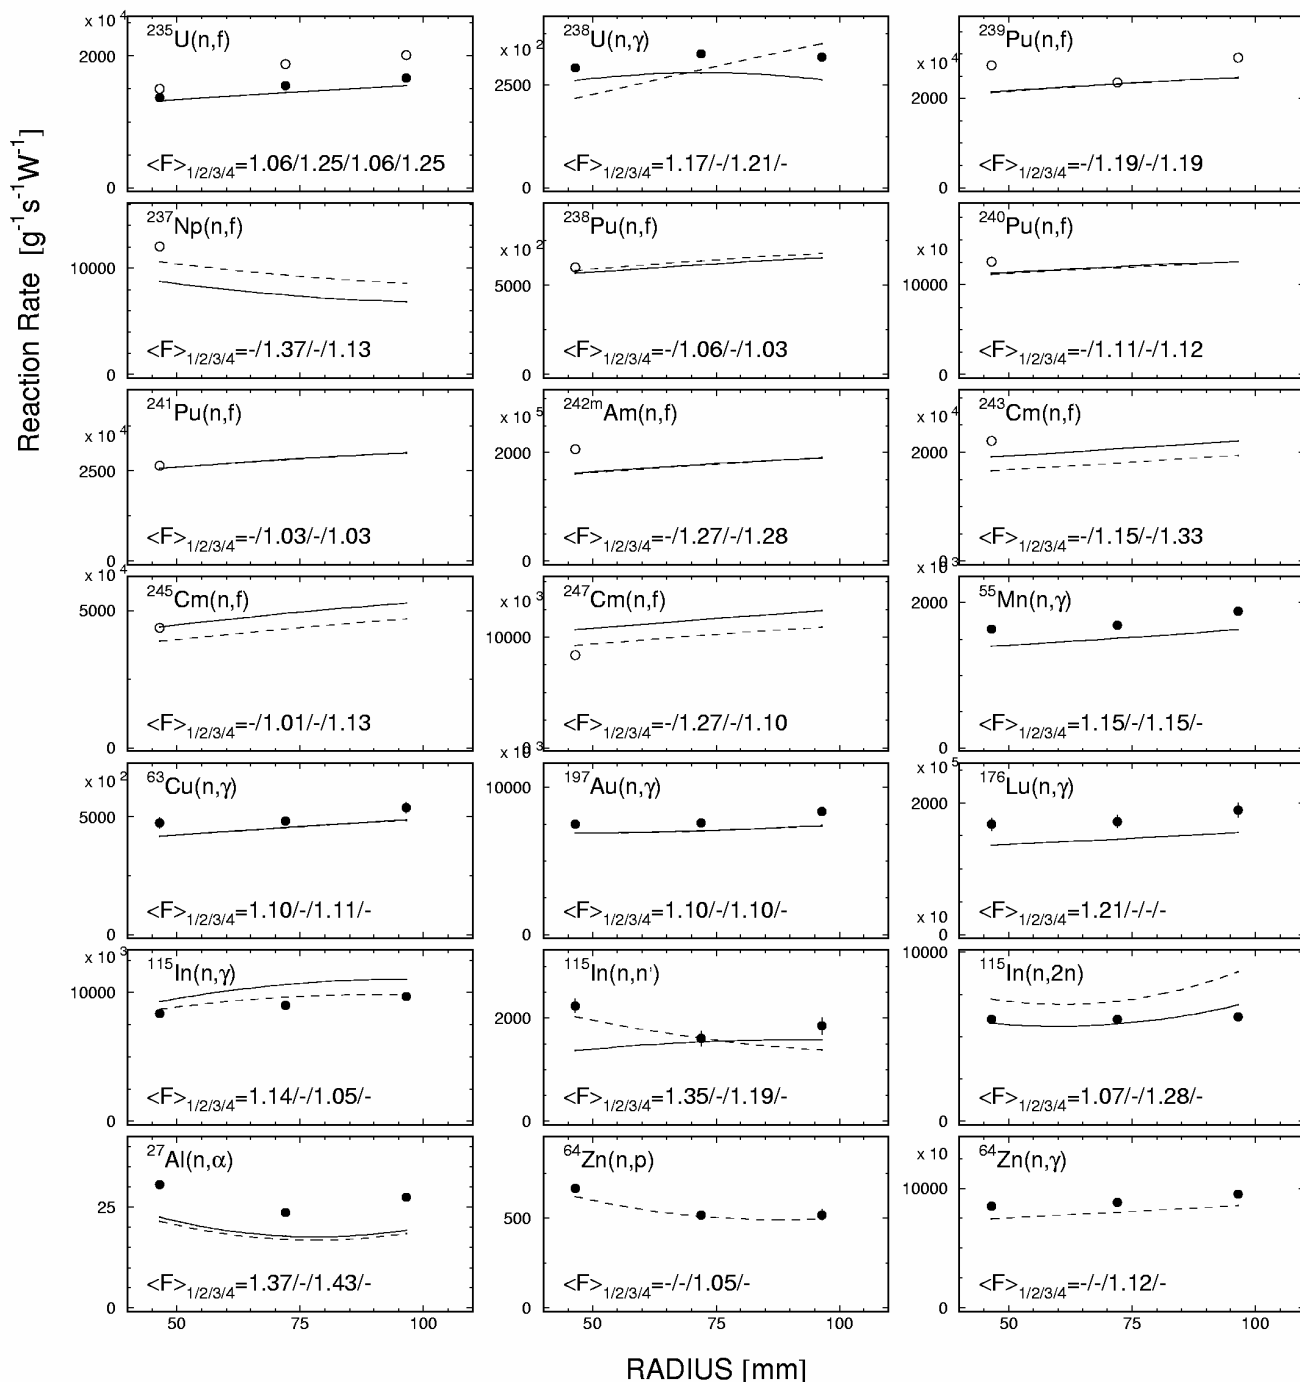 Reaction Rate [g⁻¹s⁻¹W⁻¹]
x 10⁴
²³⁵U(n,f)
2000
<F>1/2/3/4=1.06/1.25/1.06/1.25
0
²³⁸U(n,γ)
x 10²
2500
<F>1/2/3/4=1.17/-/1.21/-
0
²³⁹Pu(n,f)
x 10⁴
2000
<F>1/2/3/4=-/1.19/-/1.19
0
²³⁷Np(n,f)
10000
<F>1/2/3/4=-/1.37/-/1.13
0
²³⁸Pu(n,f)
x 10²
5000
<F>1/2/3/4=-/1.06/-/1.03
0
²⁴⁰Pu(n,f)
x 10
10000
<F>1/2/3/4=-/1.11/-/1.12
0
²⁴¹Pu(n,f)
x 10⁴
2500
<F>1/2/3/4=-/1.03/-/1.03
0
²⁴²ᵐAm(n,f)
x 10⁵
2000
<F>1/2/3/4=-/1.27/-/1.28
0
²⁴³Cm(n,f)
x 10⁴
2000
<F>1/2/3/4=-/1.15/-/1.33
0
x 10⁴
²⁴⁵Cm(n,f)
5000
<F>1/2/3/4=-/1.01/-/1.13
0
²⁴⁷Cm(n,f)
x 10³
10000
<F>1/2/3/4=-/1.27/-/1.10
0
x 10³
⁵⁵Mn(n,γ)
2000
<F>1/2/3/4=1.15/-/1.15/-
0
x 10²
⁶³Cu(n,γ)
5000
<F>1/2/3/4=1.10/-/1.11/-
0
x 10³
¹⁹⁷Au(n,γ)
10000
<F>1/2/3/4=1.10/-/1.10/-
0
x 10⁵
¹⁷⁶Lu(n,γ)
2000
<F>1/2/3/4=1.21/-/-/-
0
x 10³
¹¹⁵In(n,γ)
10000
<F>1/2/3/4=1.14/-/1.05/-
0
¹¹⁵In(n,n')
2000
<F>1/2/3/4=1.35/-/1.19/-
0
x 10
¹¹⁵In(n,2n)
10000
<F>1/2/3/4=1.07/-/1.28/-
0
²⁷Al(n,α)
25
<F>1/2/3/4=1.37/-/1.43/-
0
⁶⁴Zn(n,p)
500
<F>1/2/3/4=-/-/1.05/-
0
⁶⁴Zn(n,γ)
x 10
10000
<F>1/2/3/4=-/-/1.12/-
0
50 75 100
50 75 100
50 75 100
RADIUS [mm]